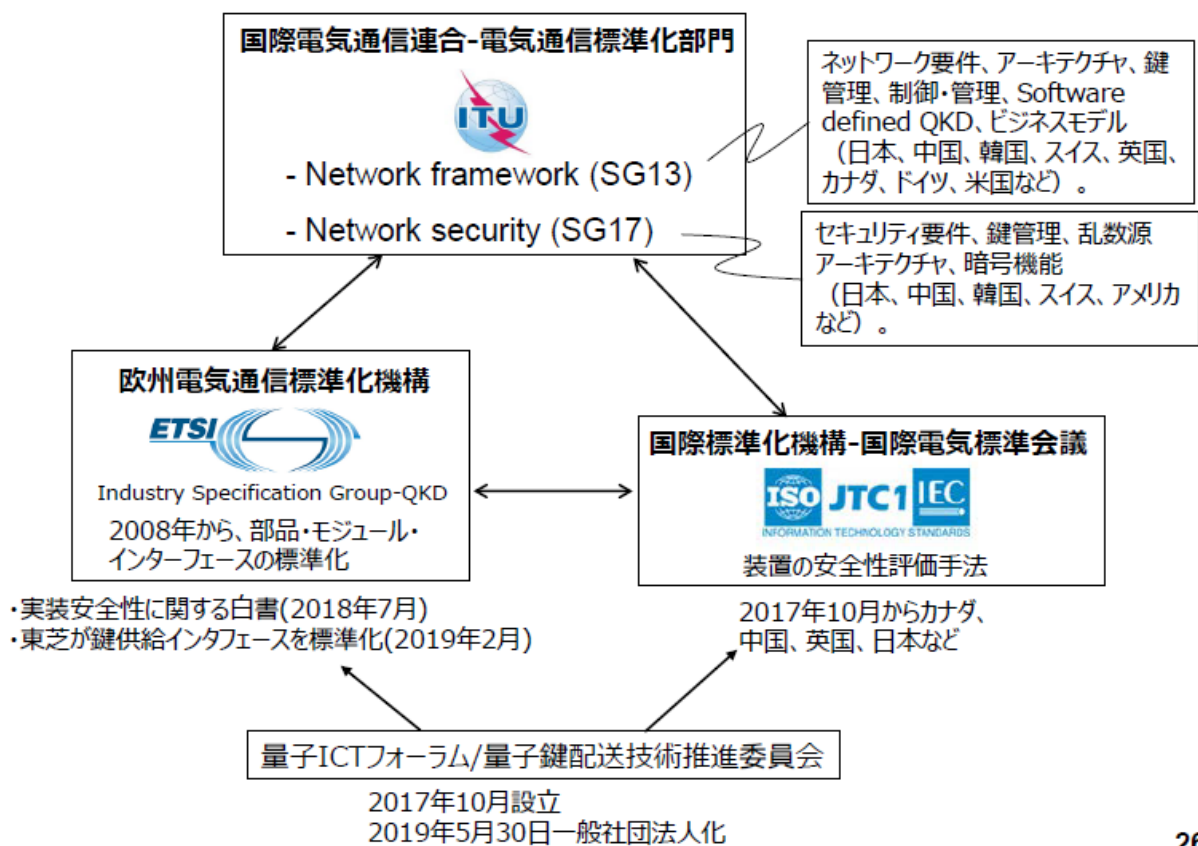 国際電気通信連合-電気通信標準化部門
ITU
- Network framework (SG13)
- Network security (SG17)
ネットワーク要件、アーキテクチャ、鍵
管理、制御・管理、Software
defined QKD、ビジネスモデル
（日本、中国、韓国、スイス、英国、
カナダ、ドイツ、米国など）。
セキュリティ要件、鍵管理、乱数源
アーキテクチャ、暗号機能
（日本、中国、韓国、スイス、アメリカ
など）。
欧州電気通信標準化機構
ETSI
Industry Specification Group-QKD
2008年から、部品・モジュール・
インターフェースの標準化
・実装安全性に関する白書(2018年7月)
・東芝が鍵供給インタフェースを標準化(2019年2月)
国際標準化機構-国際電気標準会議
ISO JTC1 IEC
INFORMATION TECHNOLOGY STANDARDS
装置の安全性評価手法
2017年10月からカナダ、
中国、英国、日本など
量子ICTフォーラム/量子鍵配送技術推進委員会
2017年10月設立
2019年5月30日一般社団法人化
26